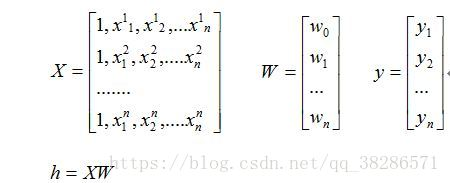 1, x^1_1, x^1_2, ....x^1_n
1, x^2_1, x^2_2, ....x^2_n
.......
1, x^n_1, x^n_2, ....x^n_n
X =
w_0
w_1
...
w_n
W =
y_1
y_2
...
y_n
y =
h = XW
https://blog.csdn.net/qq_38286571